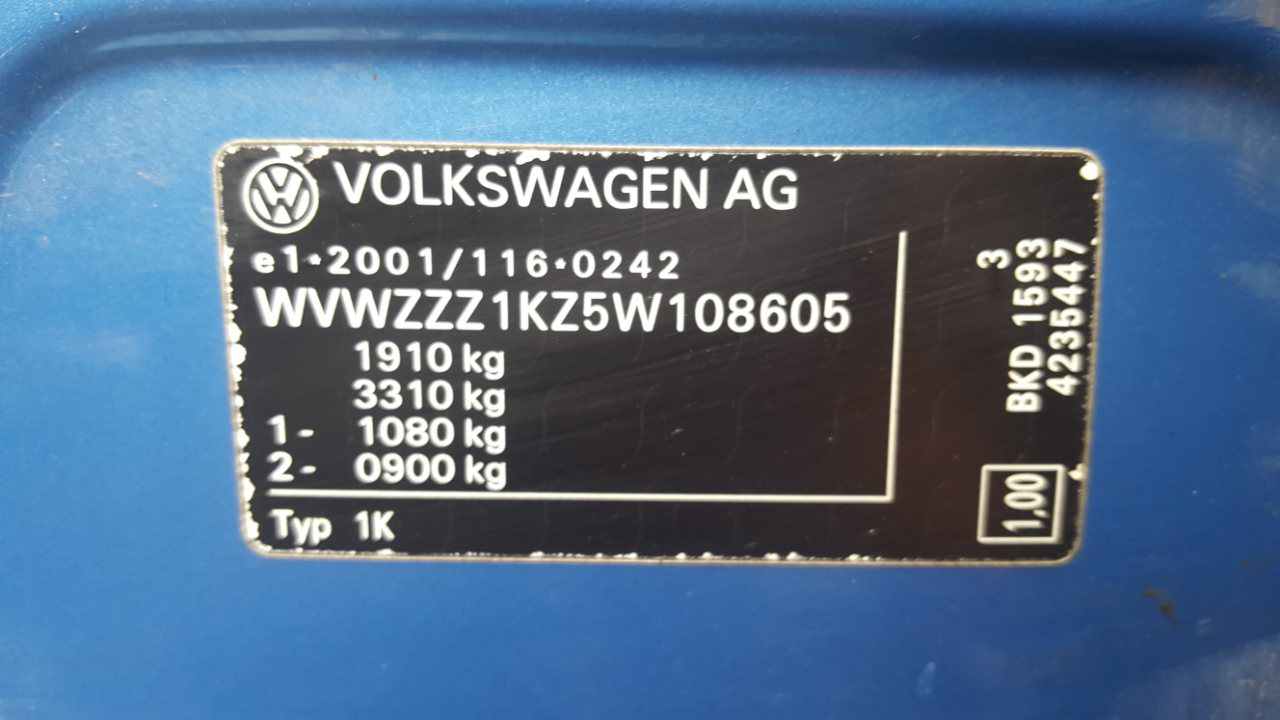 VOLKSWAGEN AG
e1*2001/116*0242
WVWZZZ1KZ5W108605
1910 kg
3310 kg
1- 1080 kg
2- 0900 kg
Typ 1K
3
BKD 1593
4235447
1,00